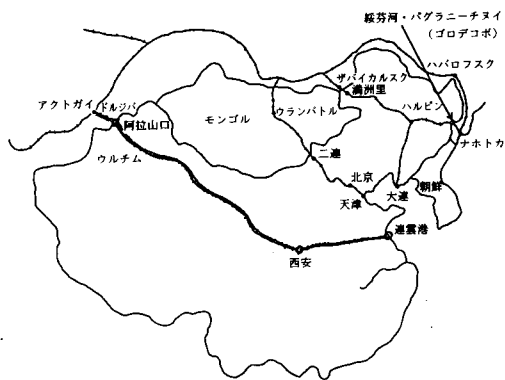 綏芬河・パグラニーチヌイ
(ゴロデコボ)
ハバロフスク
ザバイカルスク
満洲里
アクトガイ
ドルジバ
阿拉山口
モンゴル
ウランバトル
ハルビン
ナホトカ
ウルチム
二連
北京
天津
大連
朝鮮
連雲港
西安